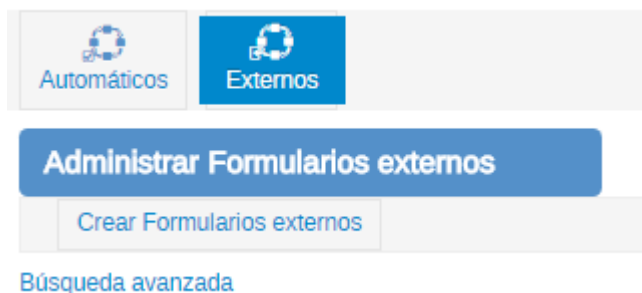 Automáticos Externos
Administrar Formularios externos
Crear Formularios externos
Búsqueda avanzada